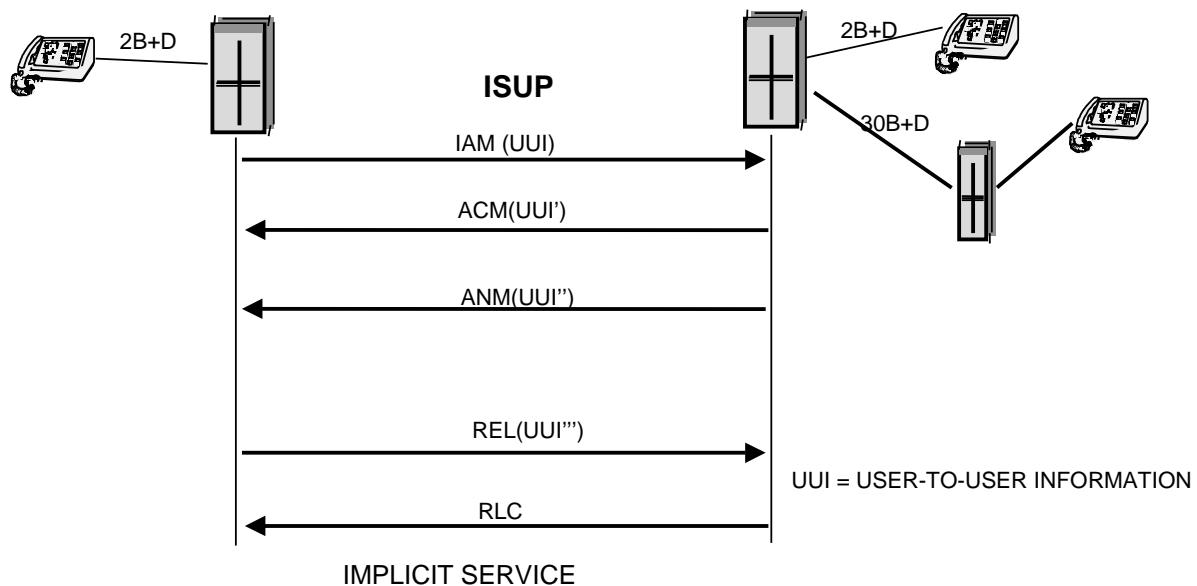 2B+D
2B+D
ISUP
30B+D
IAM (UUI)
ACM(UUI')
ANM(UUI'')
REL(UUI''')
UUI = USER-TO-USER INFORMATION
RLC
IMPLICIT SERVICE